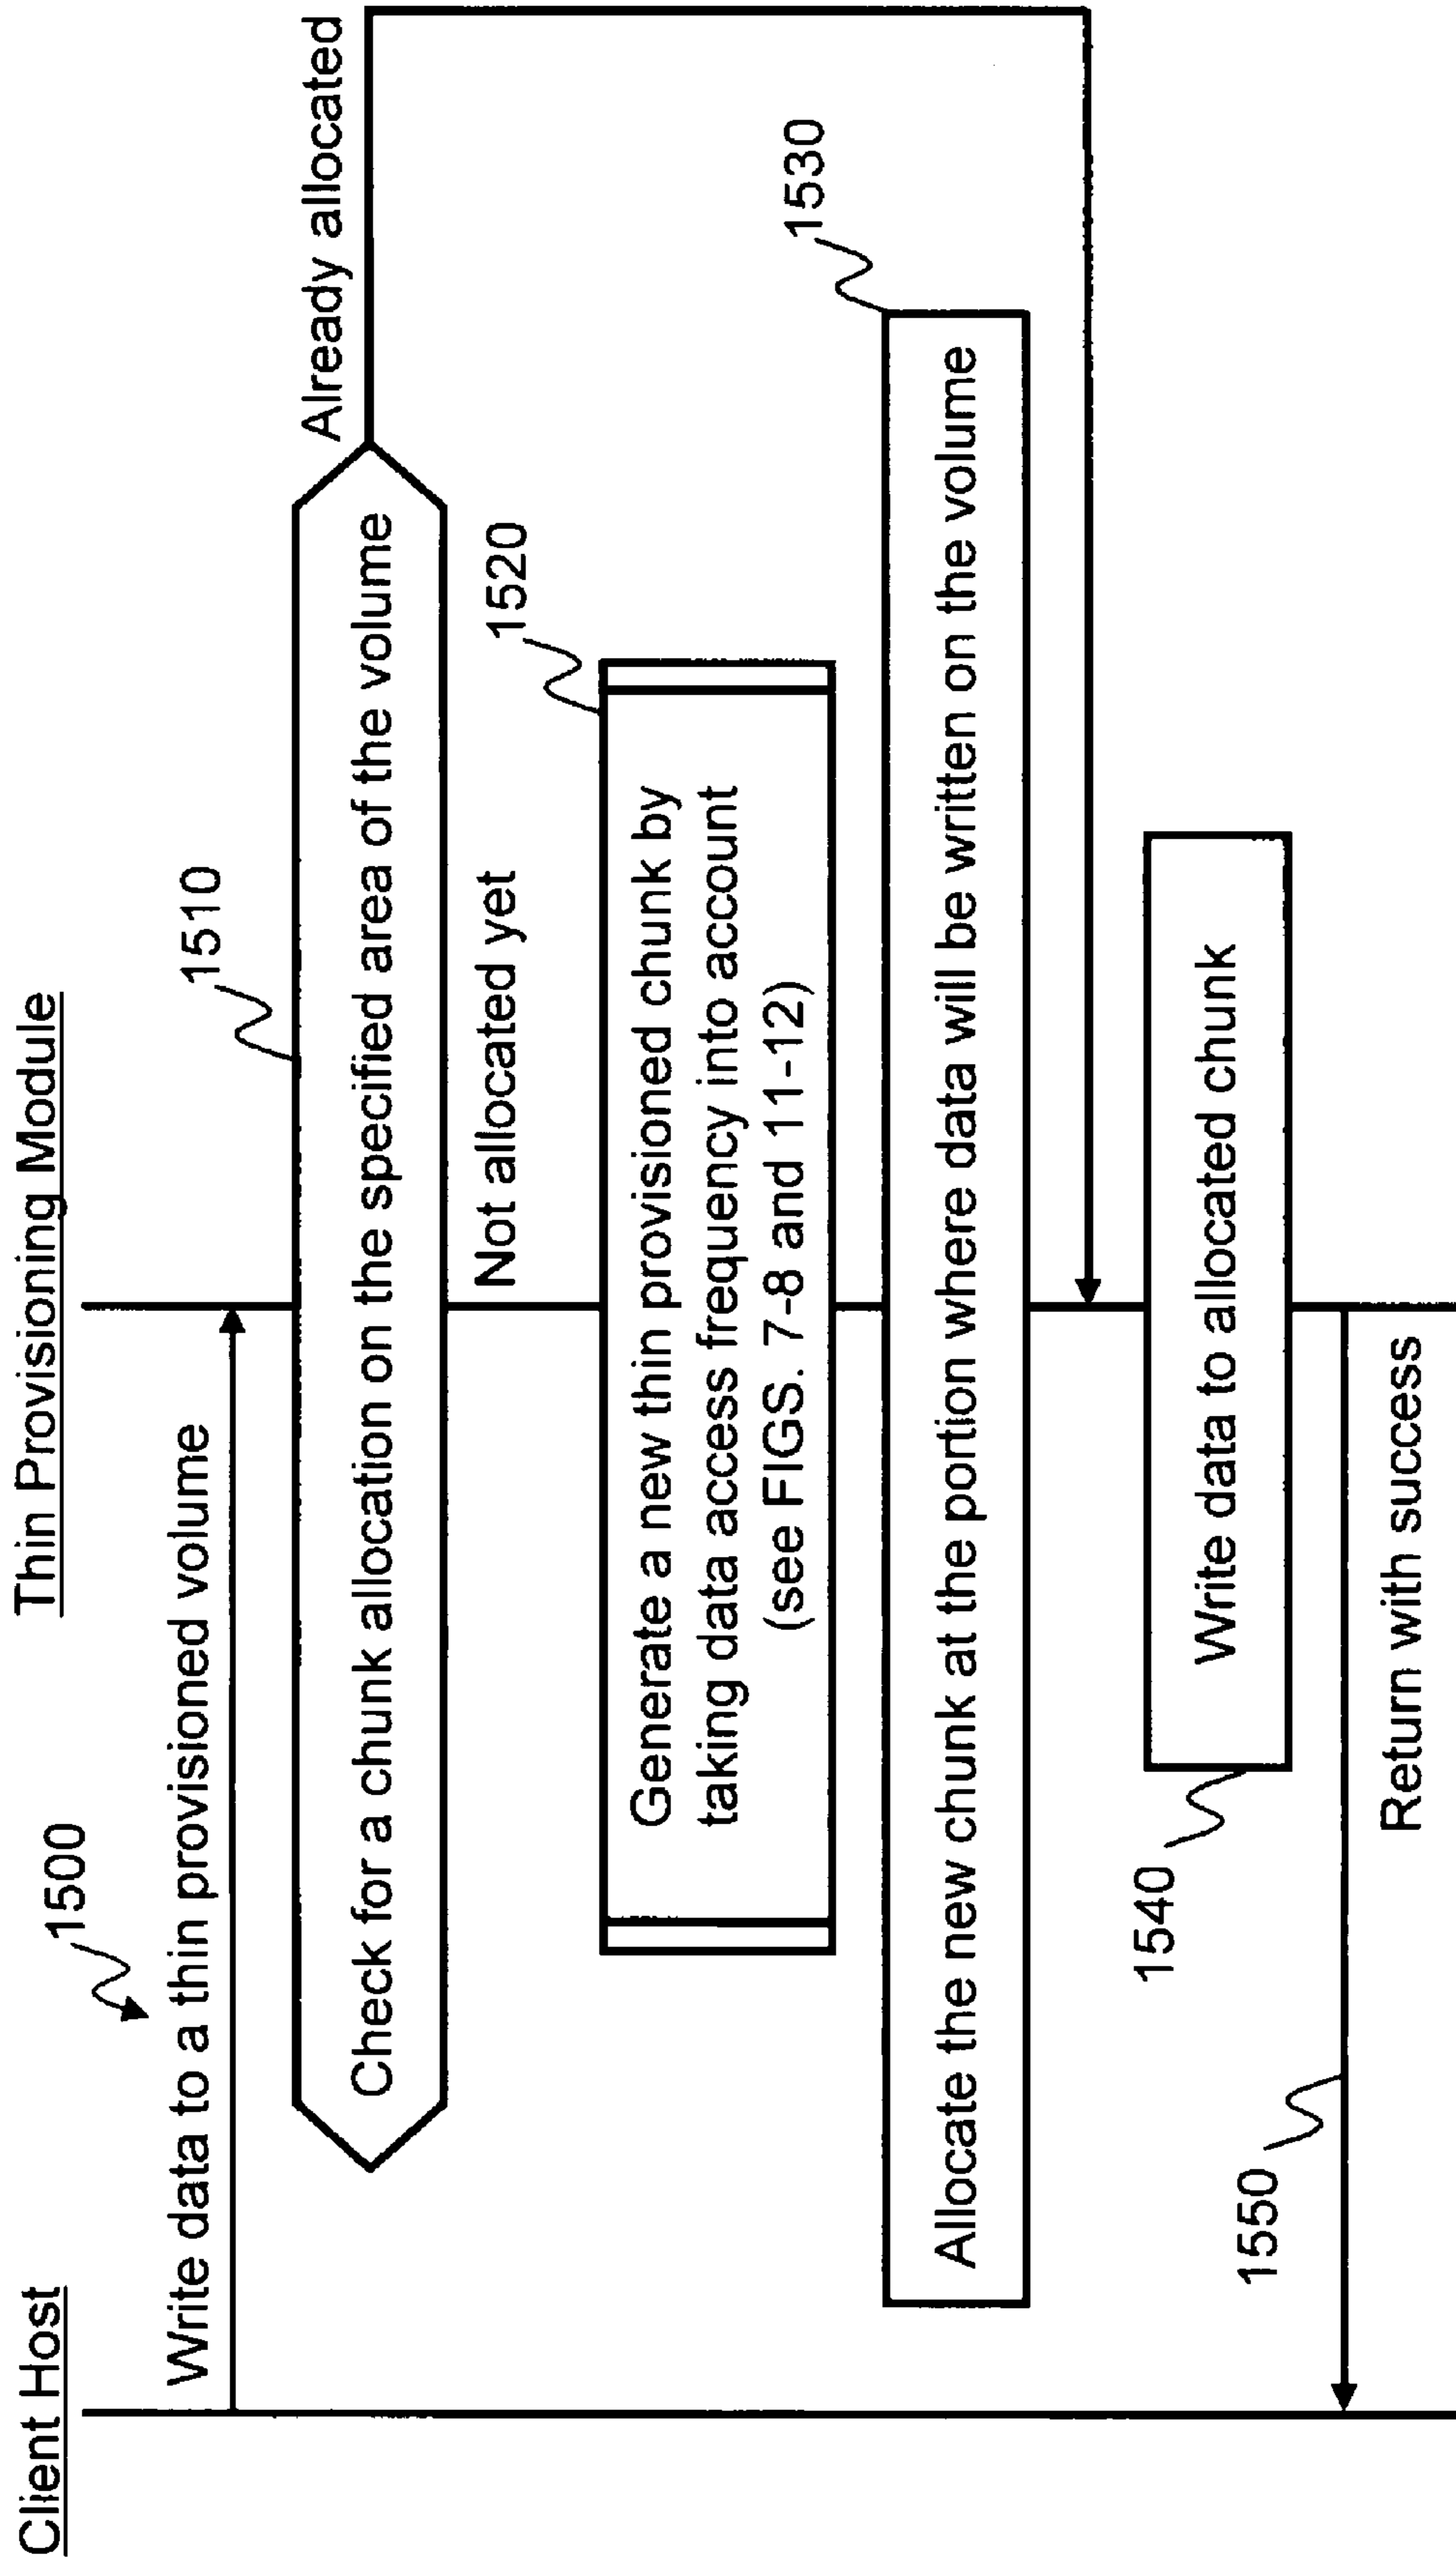 Client Host
Thin Provisioning Module
1500
Write data to a thin provisioned volume
1510
Check for a chunk allocation on the specified area of the volume
Already allocated
Not allocated yet
1520
Generate a new thin provisioned chunk by
taking data access frequency into account
(see FIGS. 7-8 and 11-12)
1530
Allocate the new chunk at the portion where data will be written on the volume
1540
Write data to allocated chunk
1550
Return with success